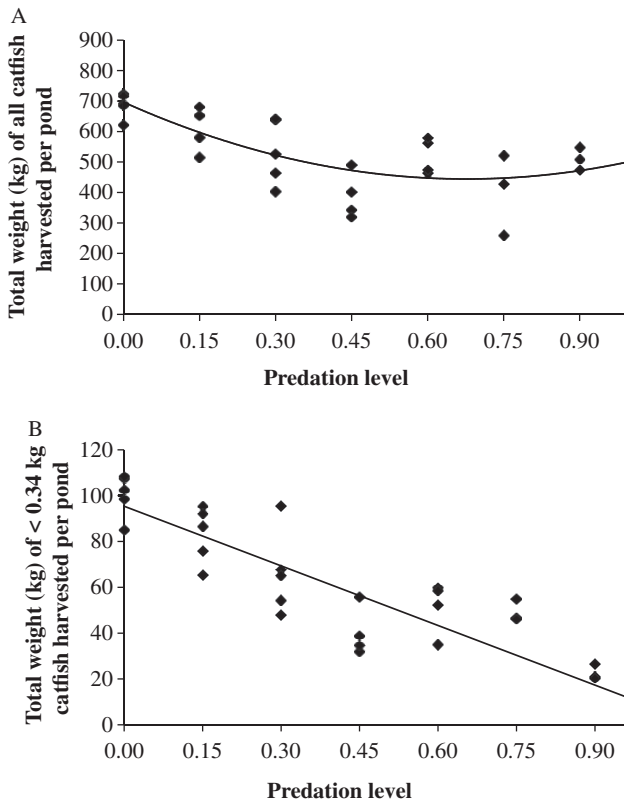 A
Total weight (kg) of all catfish
harvested per pond
900
800
700
600
500
400
300
200
100
0
0.00 0.15 0.30 0.45 0.60 0.75 0.90
Predation level
B
Total weight (kg) of < 0.34 kg
catfish harvested per pond
120
100
80
60
40
20
0
0.00 0.15 0.30 0.45 0.60 0.75 0.90
Predation level